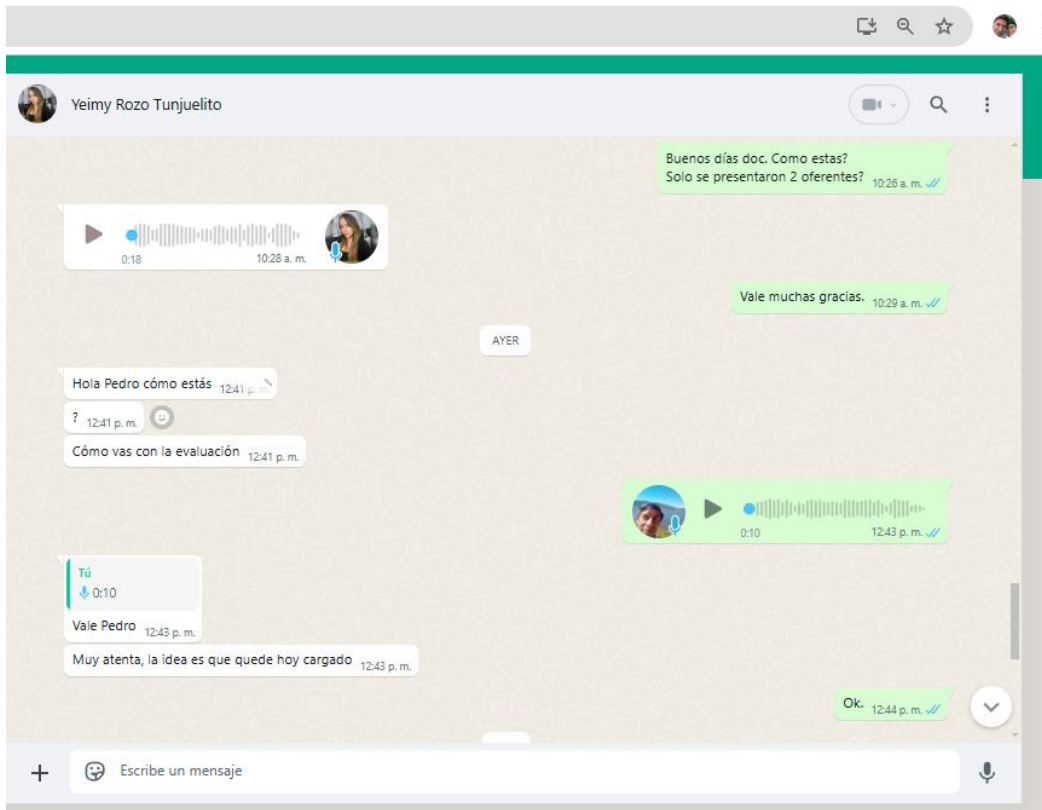 Yeimy Rozo Tunjuelito
Buenos días doc. Como estas?
Solo se presentaron 2 oferentes? 10:26 a. m.
0:18 10:28 a. m.
Vale muchas gracias. 10:29 a. m.
AYER
Hola Pedro cómo estás 12:41 p. m.
? 12:41 p. m.
Cómo vas con la evaluación 12:41 p. m.
0:10 12:43 p. m.
Tú
0:10
Vale Pedro 12:43 p. m.
Muy atenta, la idea es que quede hoy cargado 12:43 p. m.
Ok. 12:44 p. m.
Escribe un mensaje